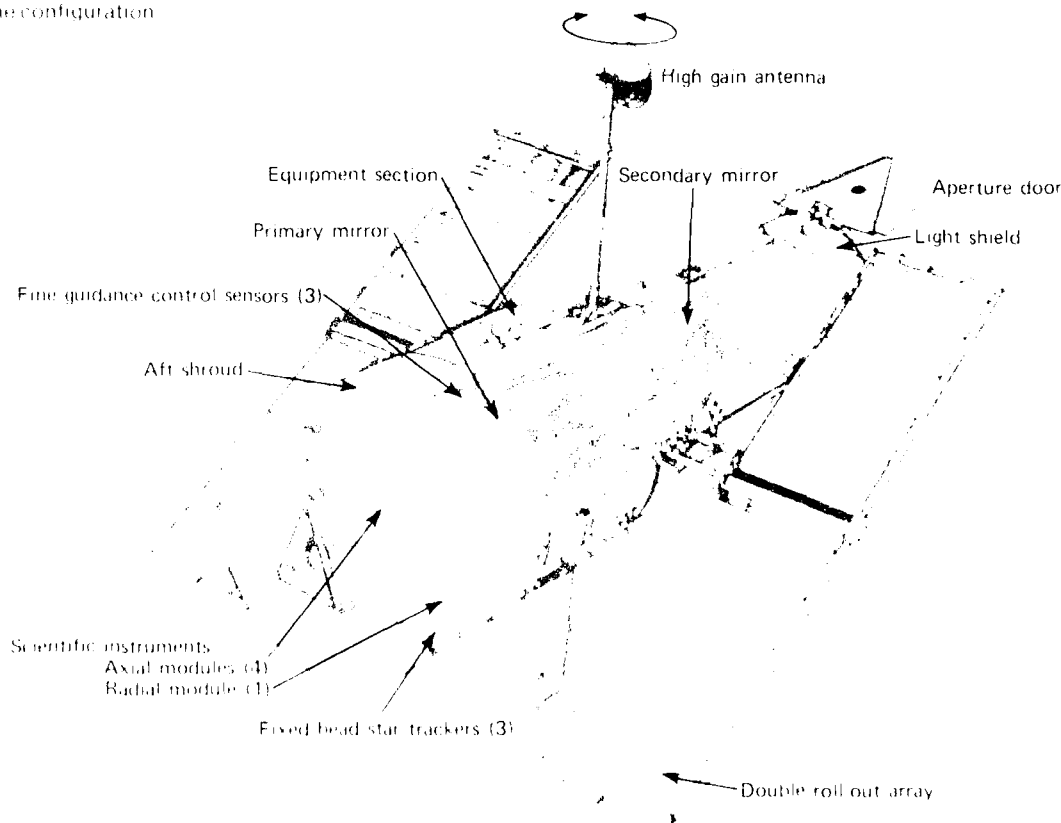 configuration
High gain antenna
Equipment section
Secondary mirror
Aperture door
Primary mirror
Light shield
Fine guidance control sensors (3)
Aft shroud
Scientific instruments
Axial modules (4)
Radial module (1)
Fixed head star trackers (3)
Double roll out array